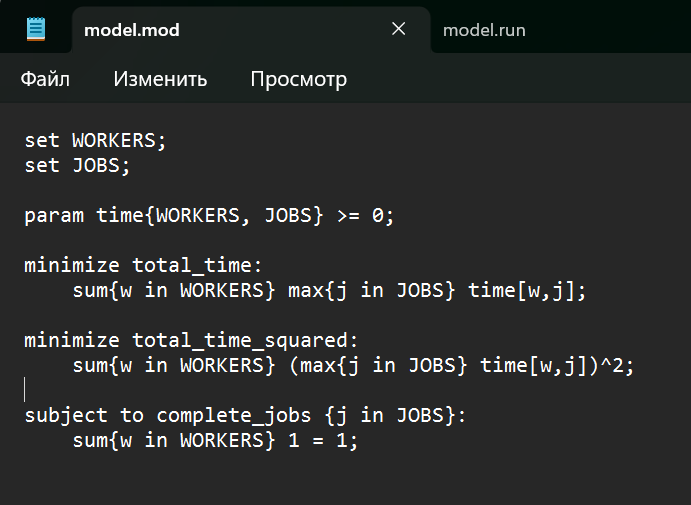 model.mod
model.run
Файл Изменить Просмотр
set WORKERS;
set JOBS;
param time{WORKERS, JOBS} >= 0;
minimize total_time:
sum{w in WORKERS} max{j in JOBS} time[w,j];
minimize total_time_squared:
sum{w in WORKERS} (max{j in JOBS} time[w,j])^2;
subject to complete_jobs {j in JOBS}:
sum{w in WORKERS} 1 = 1;